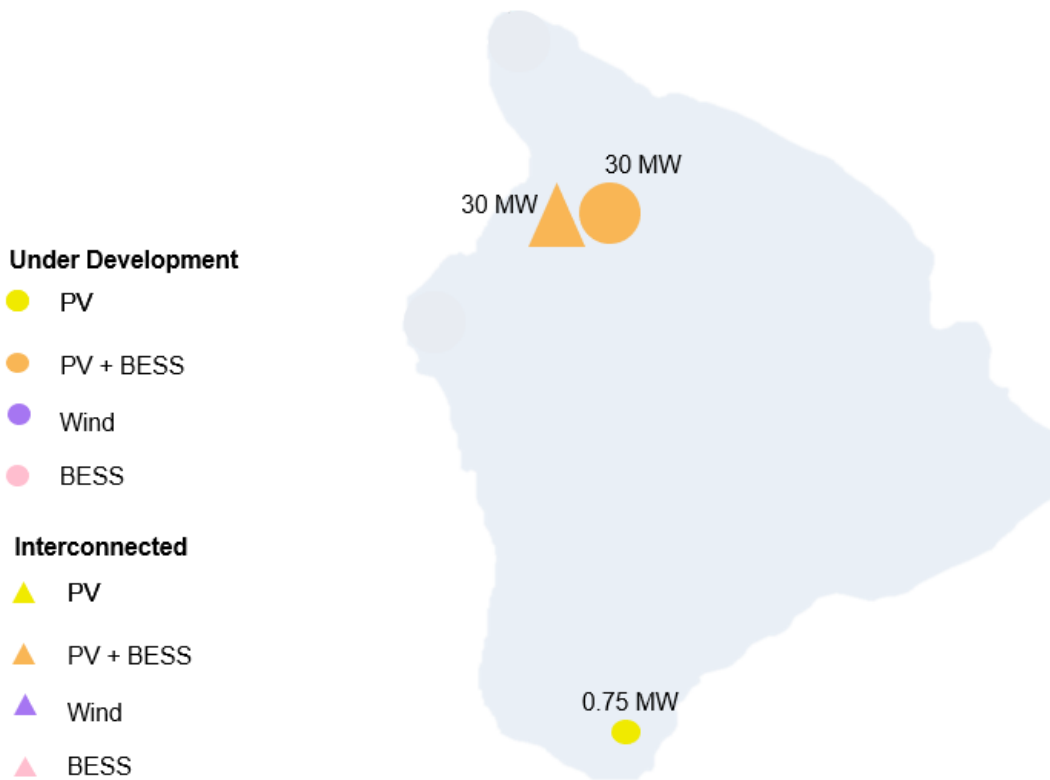 30 MW
30 MW
Under Development
PV
PV + BESS
Wind
BESS
Interconnected
PV
PV + BESS
Wind
BESS
0.75 MW